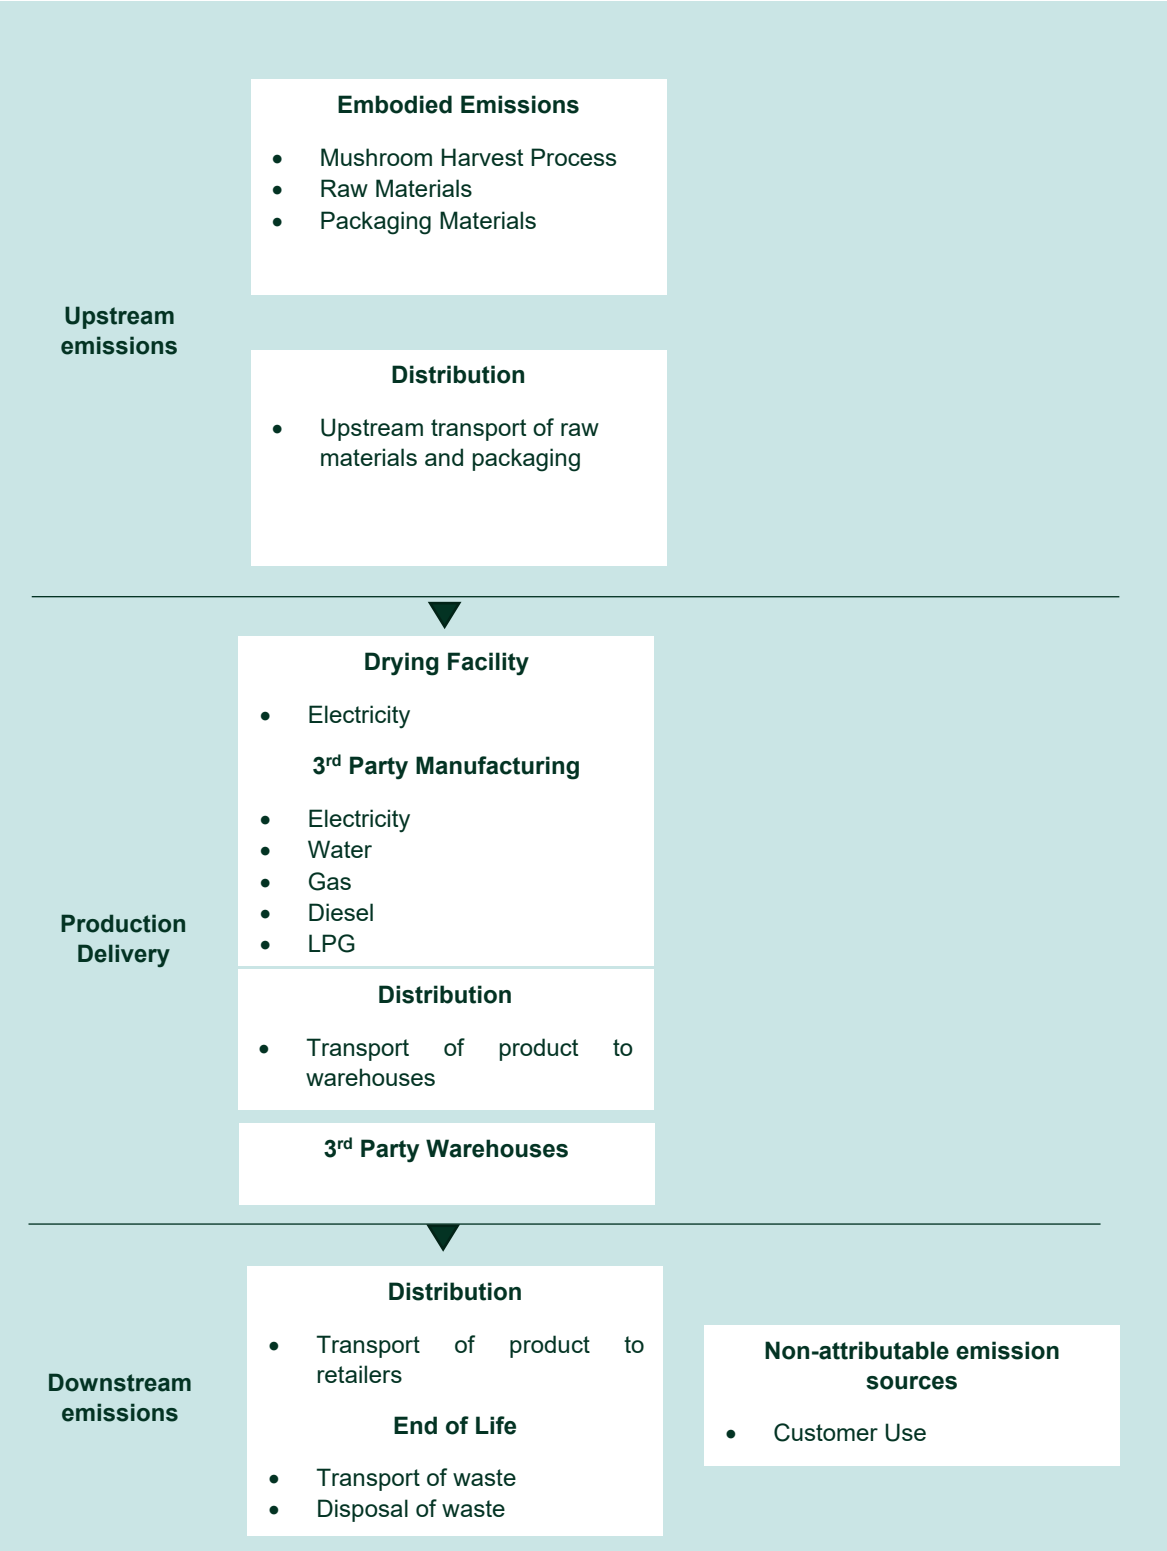 Embodied Emissions
• Mushroom Harvest Process
• Raw Materials
• Packaging Materials
Upstream
emissions
Distribution
• Upstream transport of raw
materials and packaging
Drying Facility
• Electricity
3rd Party Manufacturing
• Electricity
• Water
• Gas
• Diesel
• LPG
Production
Delivery
Distribution
• Transport of product to
warehouses
3rd Party Warehouses
Distribution
• Transport of product to
retailers
Downstream
emissions
End of Life
• Transport of waste
• Disposal of waste
Non-attributable emission
sources
• Customer Use